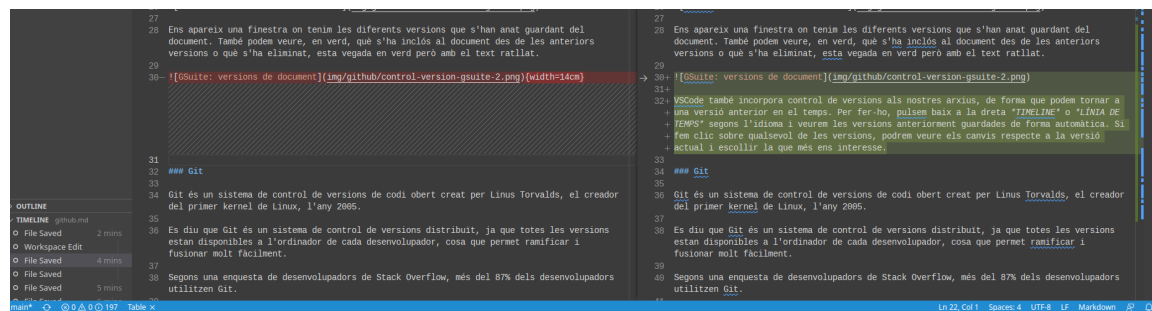 27
28 Ens apareix una finestra on tenim les diferents versions que s'han anat guardant del
document. També podem veure, en verd, què s'ha inclòs al document des de les anteriors
versions o què s'ha eliminat, esta vegada en verd però amb el text ratllat.
29
30— ![GSuite: versions de document](img/github/control-version-gsuite-2.png){width=14cm}
31
32 ### Git
33
34 Git és un sistema de control de versions de codi obert creat per Linus Torvalds, el creador
del primer kernel de Linux, l'any 2005.
35
36 Es diu que Git és un sistema de control de versions distribuit, ja que totes les versions
estan disponibles a l'ordinador de cada desenvolupador, cosa que permet ramificar i
fusionar molt fàcilment.
37
38 Segons una enquesta de desenvolupadors de Stack Overflow, més del 87% dels desenvolupadors
utilitzen Git.
27
28 Ens apareix una finestra on tenim les diferents versions que s'han anat guardant del
document. També podem veure, en verd, què s'ha inclòs al document des de les anteriors
versions o què s'ha eliminat, esta vegada en verd però amb el text ratllat.
29
→ 30+ ![GSuite: versions de document](img/github/control-version-gsuite-2.png)
31+
32+ VSCode també incorpora control de versions als nostres arxius, de forma que podem tornar a
+ una versió anterior en el temps. Per fer-ho, pulsem baix a la dreta *TIMELINE* o *LÍNIA DE
+ TEMPS* segons l'idioma i veurem les versions anteriorment guardades de forma automàtica. Si
+ fem clic sobre qualsevol de les versions, podrem veure els canvis respecte a la versió
+ actual i escollir la que més ens interesse.
33
34 ### Git
35
36 Git és un sistema de control de versions de codi obert creat per Linus Torvalds, el creador
del primer kernel de Linux, l'any 2005.
37
38 Es diu que Git és un sistema de control de versions distribuit, ja que totes les versions
estan disponibles a l'ordinador de cada desenvolupador, cosa que permet ramificar i
fusionar molt fàcilment.
39
40 Segons una enquesta de desenvolupadors de Stack Overflow, més del 87% dels desenvolupadors
utilitzen Git.
OUTLINE
TIMELINE github.md
File Saved 2 mins
Workspace Edit
File Saved 4 mins
File Saved
File Saved 5 mins
main* 0 0 197 Table ×
Ln 22, Col 1 Spaces: 4 UTF-8 LF Markdown